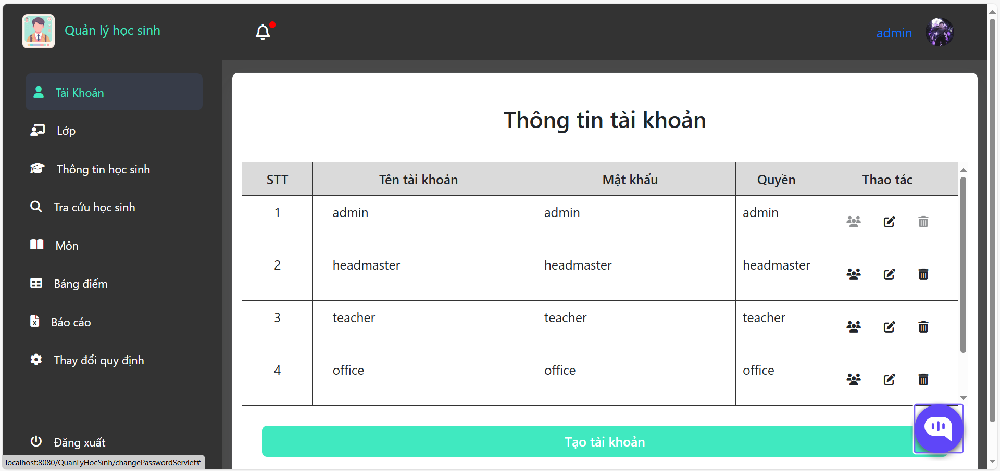 Quản lý học sinh
admin
Tài Khoản
Lớp
Thông tin học sinh
Tra cứu học sinh
Môn
Bảng điểm
Báo cáo
Thay đổi quy định
Đăng xuất
localhost:8080/QuanLyHocSinh/changePasswordServlet#
Thông tin tài khoản
STT Tên tài khoản Mật khẩu Quyền Thao tác
1 admin admin admin
2 headmaster headmaster headmaster
3 teacher teacher teacher
4 office office office
Tạo tài khoản